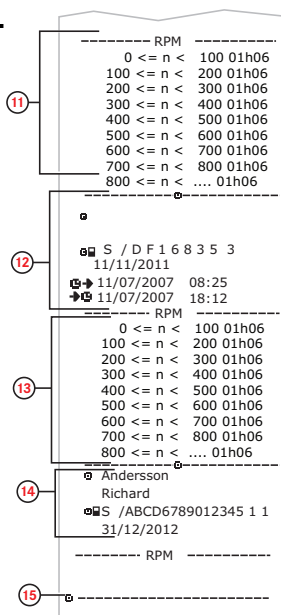 ------------ RPM ------------
0 <= n < 100 01h06
100 <= n < 200 01h06
200 <= n < 300 01h06
300 <= n < 400 01h06
400 <= n < 500 01h06
500 <= n < 600 01h06
600 <= n < 700 01h06
700 <= n < 800 01h06
800 <= n < .... 01h06
11
S / D F 1 6 8 3 5 3
11/11/2011
11/07/2007 08:25
11/07/2007 18:12
12
------------ RPM ------------
0 <= n < 100 01h06
100 <= n < 200 01h06
200 <= n < 300 01h06
300 <= n < 400 01h06
400 <= n < 500 01h06
500 <= n < 600 01h06
600 <= n < 700 01h06
700 <= n < 800 01h06
800 <= n < .... 01h06
13
Andersson
Richard
S /ABCD6789012345 1 1
31/12/2012
14
------------ RPM ------------
15